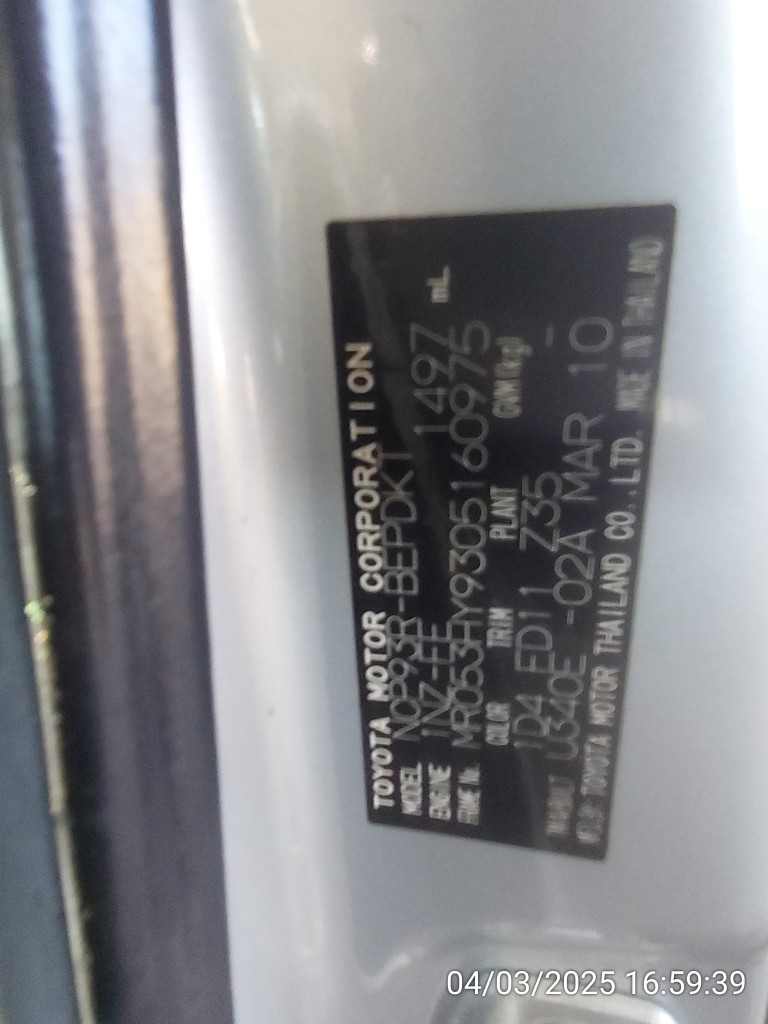 TOYOTA MOTOR CORPORATION
MODEL NCP93R-BEPDKT
ENGINE 1NZ-FE 1497 mL
FRAME No. MR053HY9305160975
COLOR TRIM PLANT GVM(kg)
1D4 FD11 Z35 -
U340E -02A MAR 10
TOYOTA MOTOR THAILAND CO.,LTD. MADE IN THAILAND
04/03/2025 16:59:39